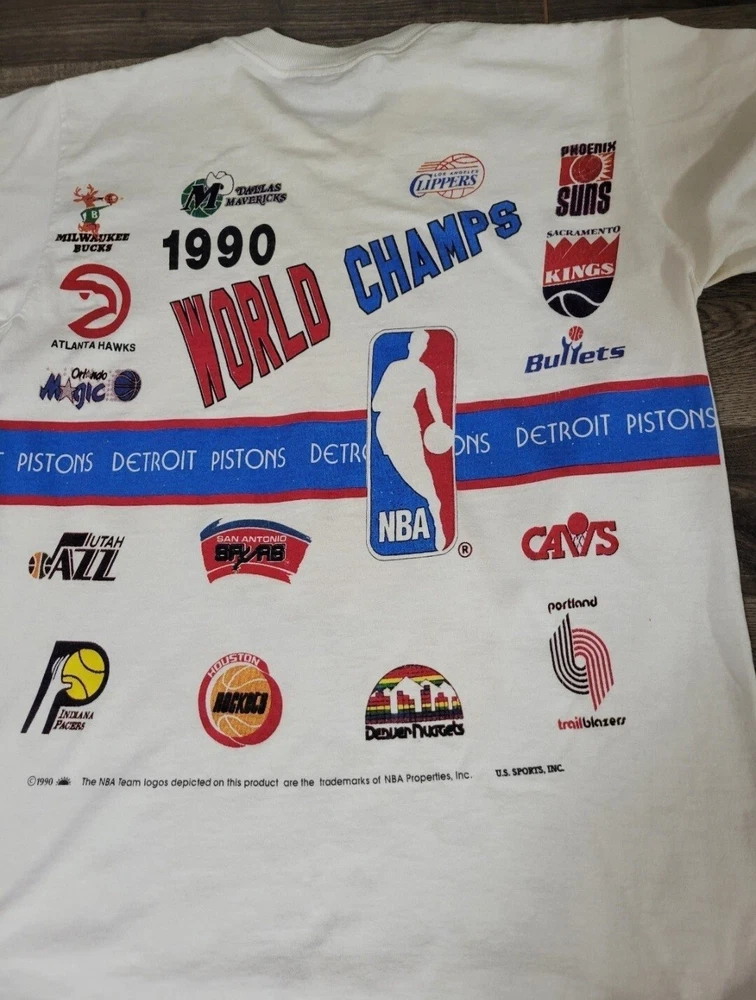 PHOENIX
SUNS
LOS ANGELES
CLIPPERS
DALLAS
MAVERICKS
M
B
MILWAUKEE
BUCKS
1990
WORLD
CHAMPS
SACRAMENTO
KINGS
ATLANTA HAWKS
Bullets
Orlando
Magic
T PISTONS DETROIT PISTONS DETR ONS DETROIT PISTONS
NBA
®
UTAH
JAZZ
SAN ANTONIO
SPURS
CAVS
portland
trailblazers
P
INDIANA
PACERS
HOUSTON
ROCKETS
DENVER NUGGETS
©1990 The NBA Team logos depicted on this product are the trademarks of NBA Properties, Inc. U.S. SPORTS, INC.